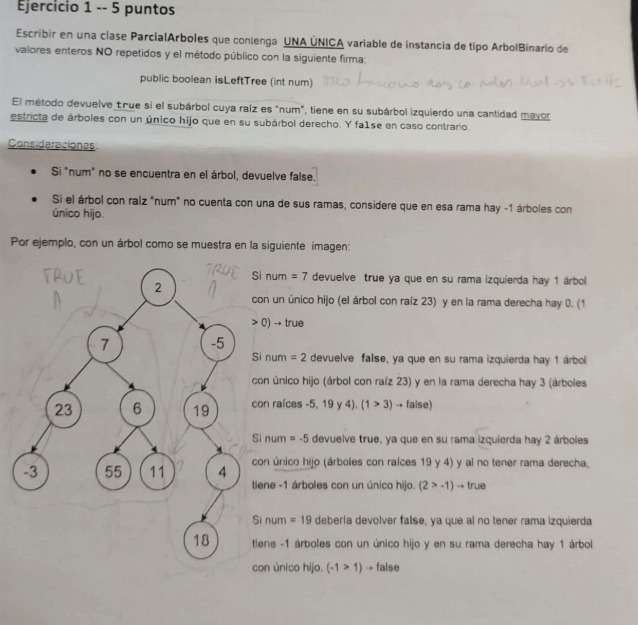 Ejercicio 1 -- 5 puntos
Escribir en una clase ParcialArboles que contenga UNA ÚNICA variable de instancia de tipo ArbolBinario de
valores enteros NO repetidos y el método público con la siguiente firma:
public boolean isLeftTree (int num)
El método devuelve true si el subárbol cuya raíz es "num", tiene en su subárbol izquierdo una cantidad mayor
estricta de árboles con un único hijo que en su subárbol derecho. Y false en caso contrario.
Consideraciones:
• Si "num" no se encuentra en el árbol, devuelve false.
• Si el árbol con raíz "num" no cuenta con una de sus ramas, considere que en esa rama hay -1 árboles con
único hijo.
Por ejemplo, con un árbol como se muestra en la siguiente imagen:
TRUE
TRUE
2
7
-5
23
6
19
-3
55
11
4
18
Si num = 7 devuelve true ya que en su rama izquierda hay 1 árbol
con un único hijo (el árbol con raíz 23) y en la rama derecha hay 0. (1
> 0) → true
Si num = 2 devuelve false, ya que en su rama izquierda hay 1 árbol
con único hijo (árbol con raíz 23) y en la rama derecha hay 3 (árboles
con raíces -5, 19 y 4). (1 > 3) → false)
Si num = -5 devuelve true, ya que en su rama izquierda hay 2 árboles
con único hijo (árboles con raíces 19 y 4) y al no tener rama derecha,
tiene -1 árboles con un único hijo. (2 > -1) → true
Si num = 19 debería devolver false, ya que al no tener rama izquierda
tiene -1 árboles con un único hijo y en su rama derecha hay 1 árbol
con único hijo. (-1 > 1) → false